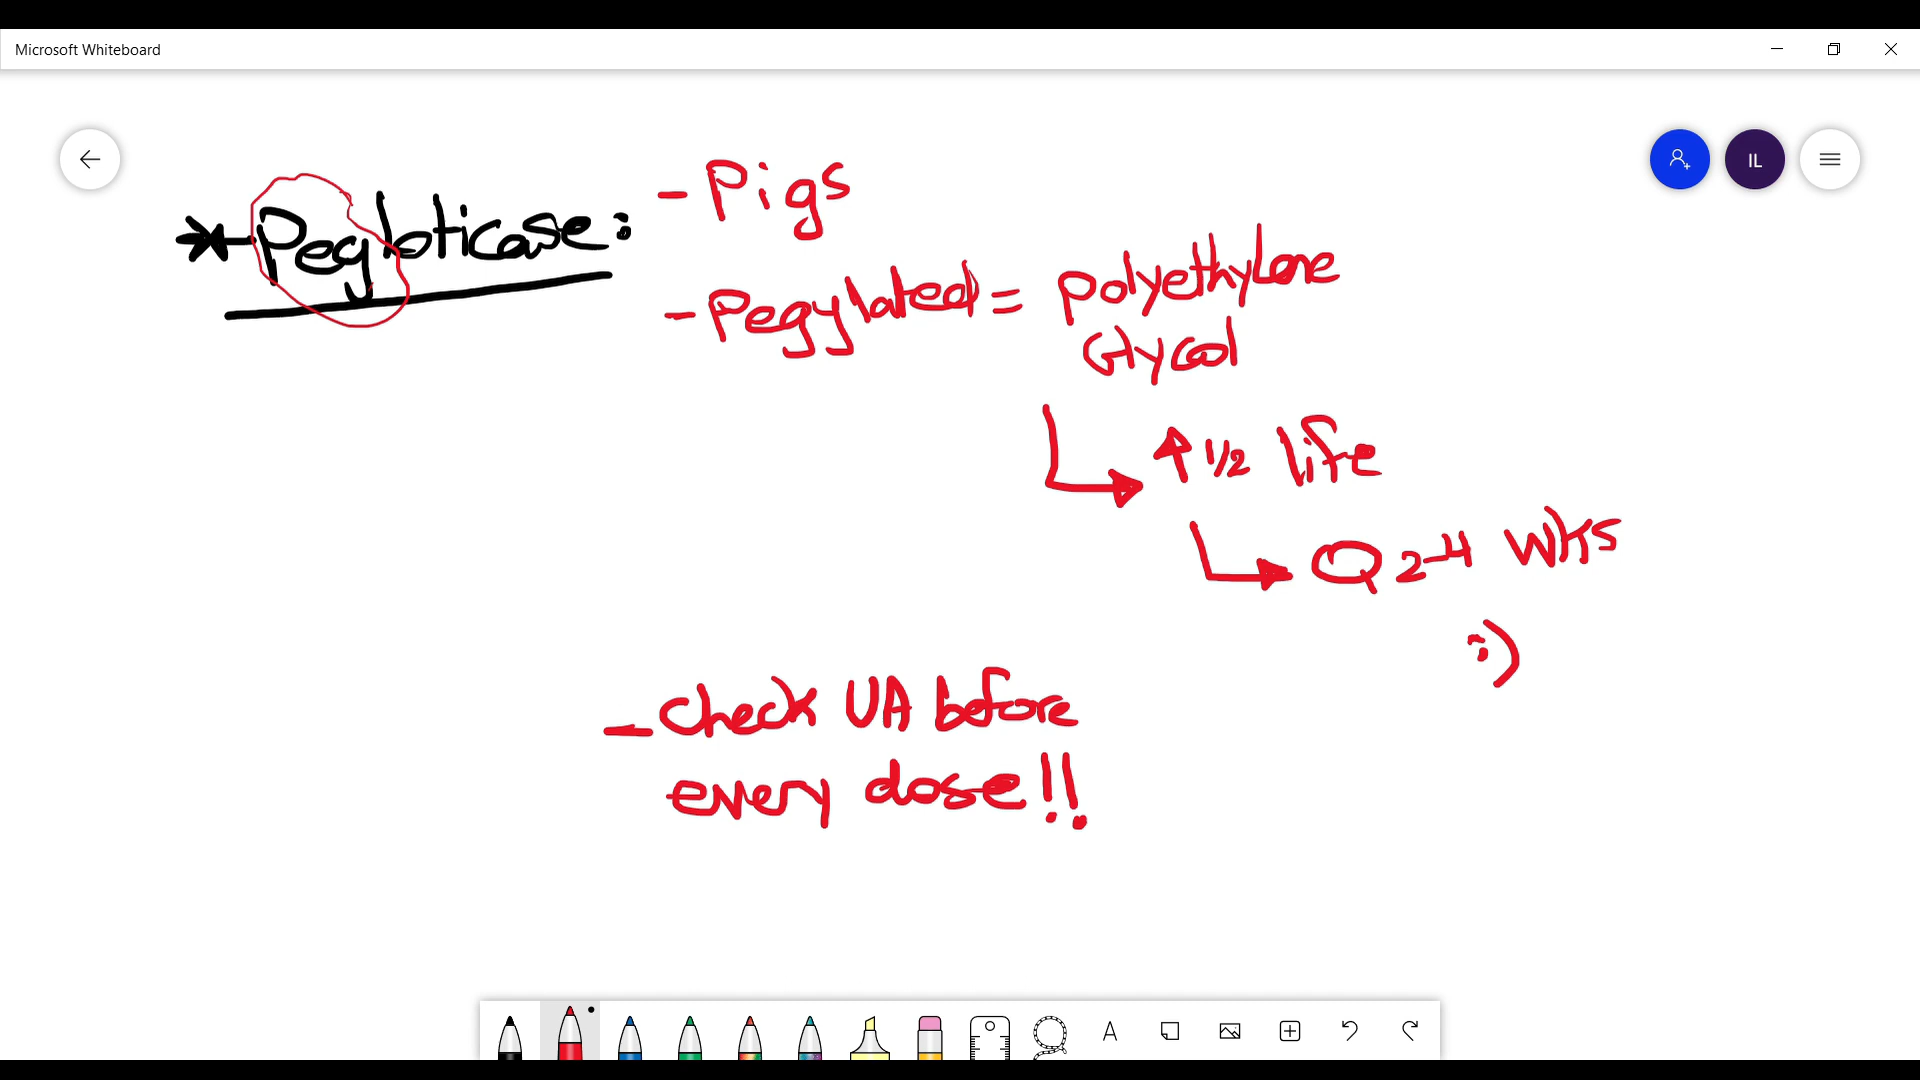 Microsoft Whiteboard
IL
*-Pegloticase:
- Pigs
- Pegylated = polyethylene
Glycol
↑ 1/2 life
Q 2-4 wks
:)
- Check UA before
every dose!!
A